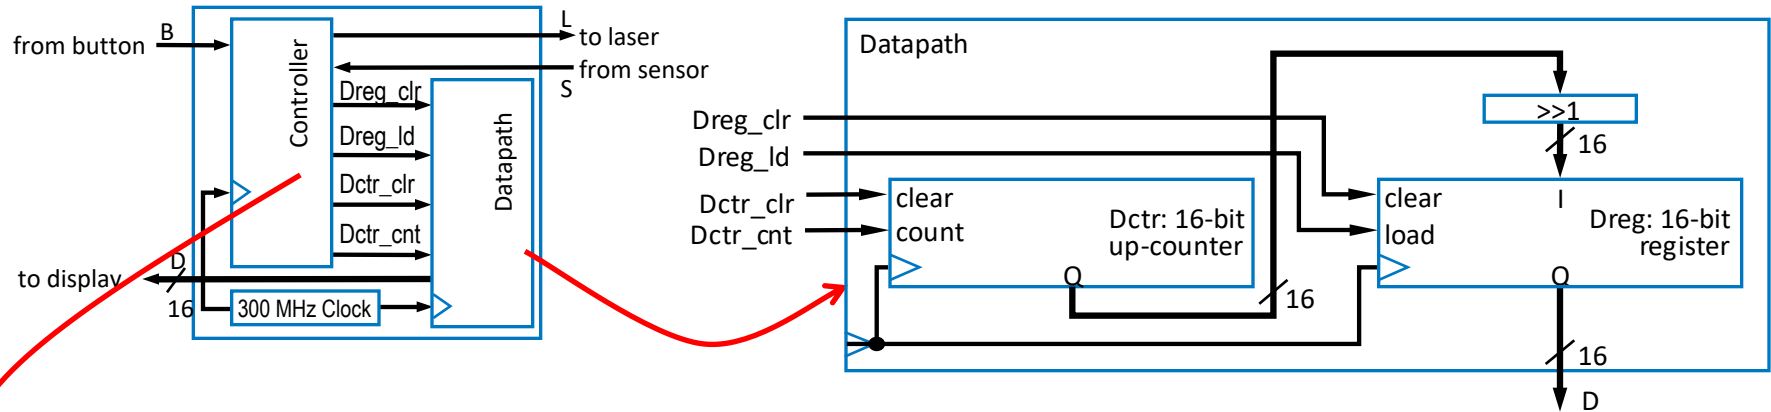 from button
B
Controller
L
to laser
from sensor
S
Dreg_clr
Dreg_ld
Dctr_clr
Dctr_cnt
Datapath
to display
D
16
300 MHz Clock
Datapath
Dreg_clr
Dreg_ld
Dctr_clr
Dctr_cnt
clear
count
Dctr: 16-bit
up-counter
Q
16
>>1
16
clear
load
I
Dreg: 16-bit
register
Q
16
D